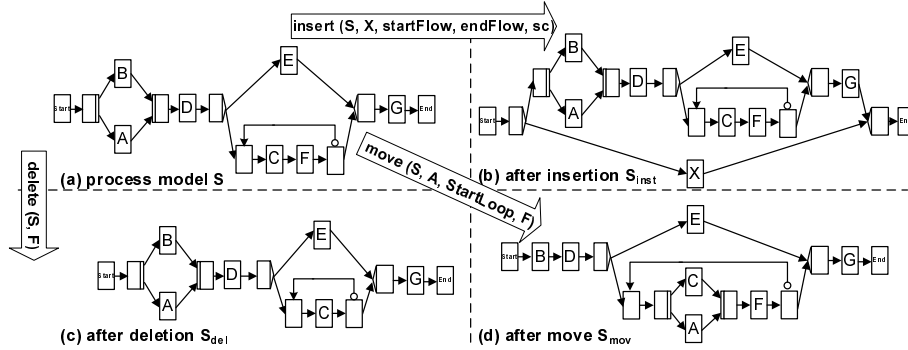 insert (S, X, startFlow, endFlow, sc)
B
E
Start
D
G
End
A
C
F
(a) process model S
B
E
Start
D
G
En
A
C
F
X
(b) after insertion S_inst
delete (S, F)
move (S, A, StartLoop, F)
B
E
Start
D
G
End
A
C
(c) after deletion S_del
E
Start
B
D
G
End
C
F
A
(d) after move S_mov